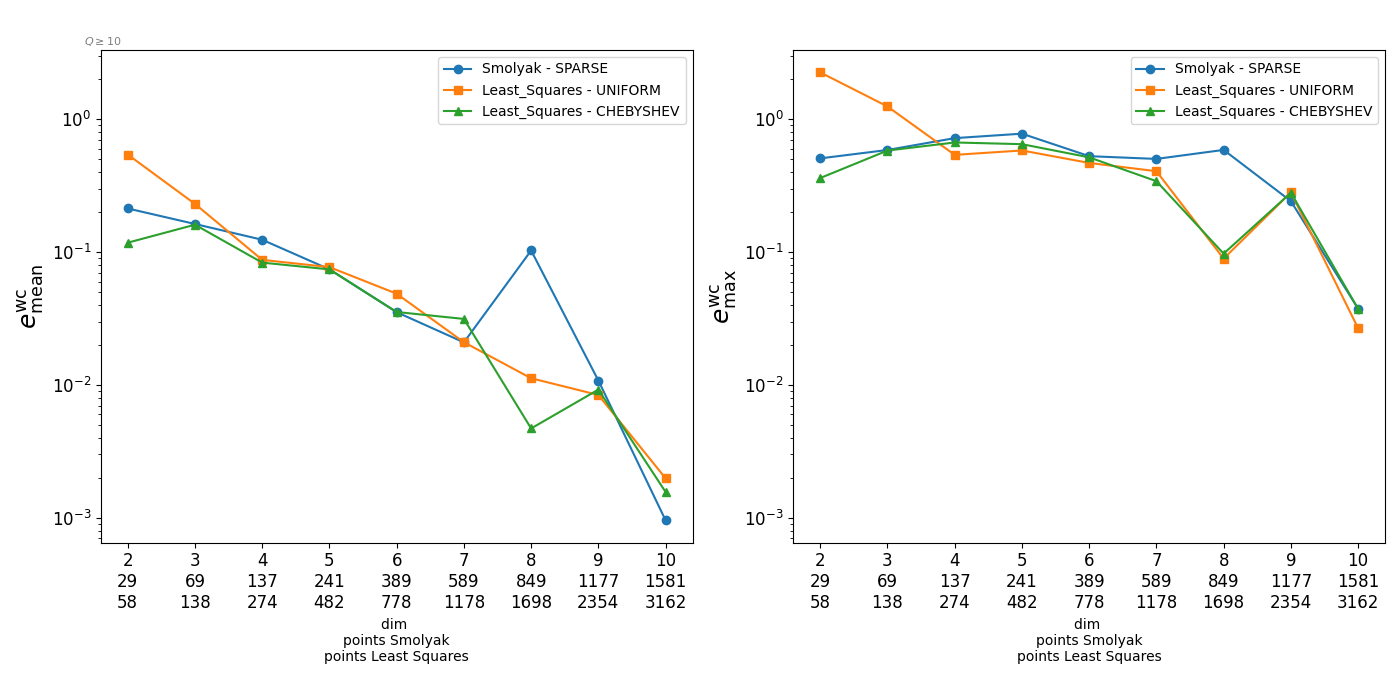 Q ≥ 10
Smolyak - SPARSE
Least_Squares - UNIFORM
Least_Squares - CHEBYSHEV
10⁰
10⁻¹
10⁻²
10⁻³
e^wc_mean
2 3 4 5 6 7 8 9 10
29 69 137 241 389 589 849 1177 1581
58 138 274 482 778 1178 1698 2354 3162
dim
points Smolyak
points Least Squares
Smolyak - SPARSE
Least_Squares - UNIFORM
Least_Squares - CHEBYSHEV
10⁰
10⁻¹
10⁻²
10⁻³
e^wc_max
2 3 4 5 6 7 8 9 10
29 69 137 241 389 589 849 1177 1581
58 138 274 482 778 1178 1698 2354 3162
dim
points Smolyak
points Least Squares